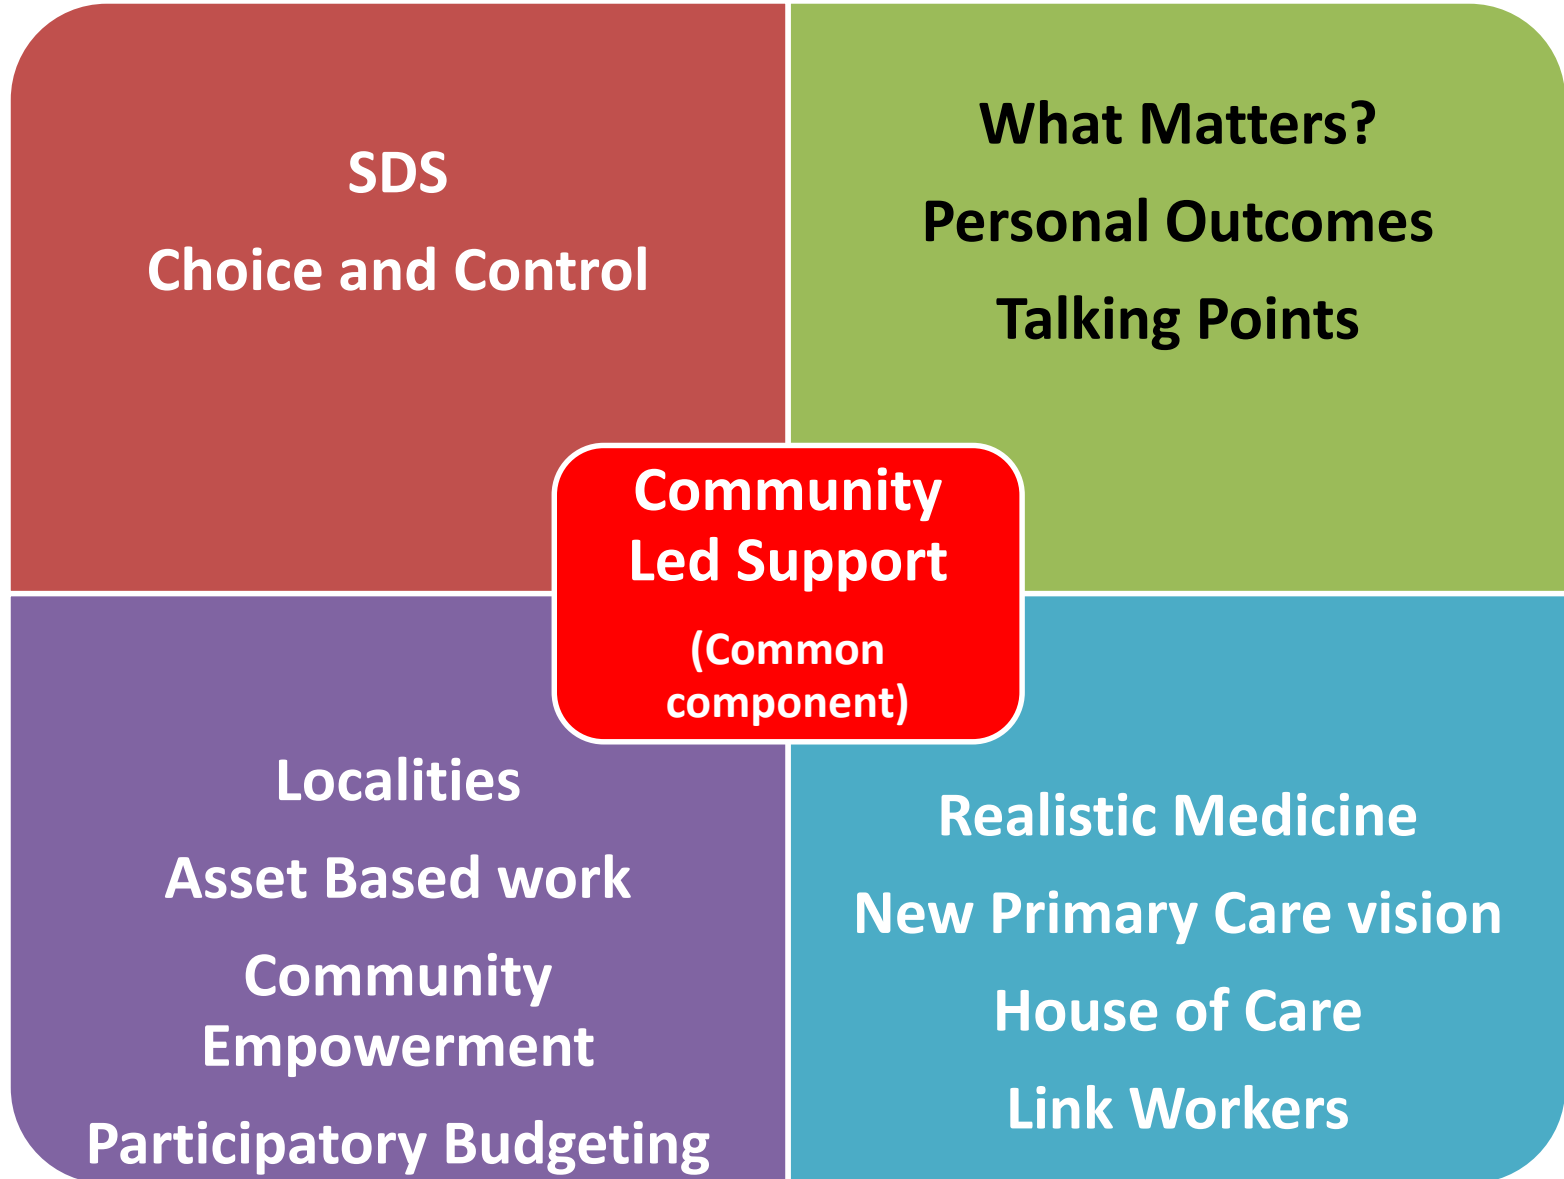 SDS
Choice and Control
What Matters?
Personal Outcomes
Talking Points
Community
Led Support
(Common
component)
Localities
Asset Based work
Community
Empowerment
Participatory Budgeting
Realistic Medicine
New Primary Care vision
House of Care
Link Workers